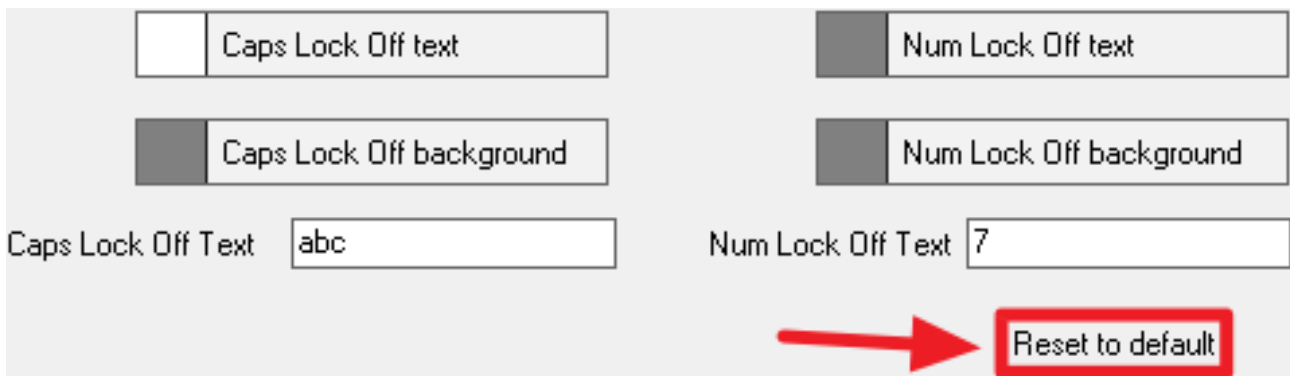 Caps Lock Off text
Num Lock Off text
Caps Lock Off background
Num Lock Off background
Caps Lock Off Text abc
Num Lock Off Text 7
Reset to default